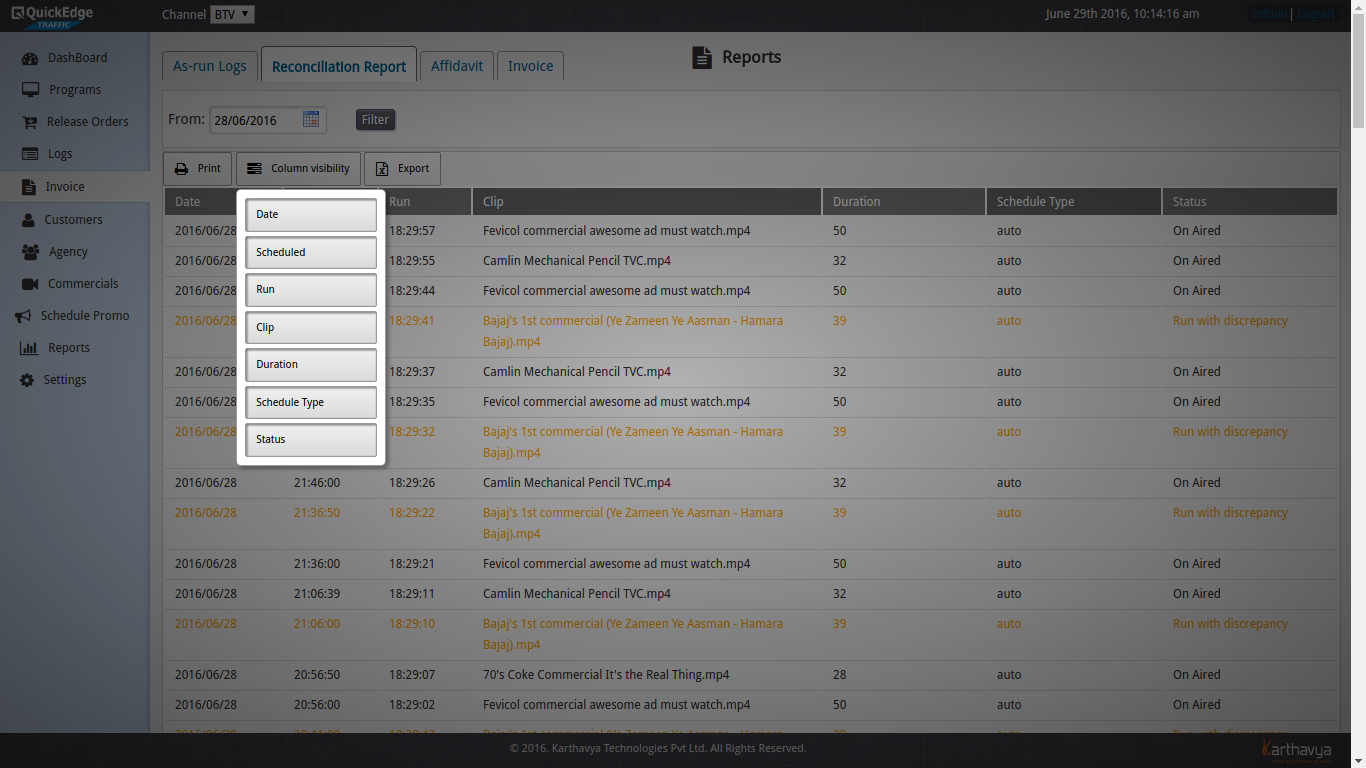 QuickEdge
TRAFFIC
Channel BTV
June 29th 2016, 10:14:16 am
admin | Logout
DashBoard
Programs
Release Orders
Logs
Invoice
Customers
Agency
Commercials
Schedule Promo
Reports
Settings
As-run Logs
Reconciliation Report
Affidavit
Invoice
Reports
From: 28/06/2016
Filter
Print
Column visibility
Export
Date
Scheduled
Run
Clip
Duration
Schedule Type
Status
Date Run Clip Duration Schedule Type Status
2016/06/28 18:29:57 Fevicol commercial awesome ad must watch.mp4 50 auto On Aired
2016/06/28 18:29:55 Camlin Mechanical Pencil TVC.mp4 32 auto On Aired
2016/06/28 18:29:44 Fevicol commercial awesome ad must watch.mp4 50 auto On Aired
2016/06/28 18:29:41 Bajaj's 1st commercial (Ye Zameen Ye Aasman - Hamara 39 auto Run with discrepancy
Bajaj).mp4
2016/06/28 18:29:37 Camlin Mechanical Pencil TVC.mp4 32 auto On Aired
2016/06/28 18:29:35 Fevicol commercial awesome ad must watch.mp4 50 auto On Aired
2016/06/28 18:29:32 Bajaj's 1st commercial (Ye Zameen Ye Aasman - Hamara 39 auto Run with discrepancy
Bajaj).mp4
2016/06/28 21:46:00 18:29:26 Camlin Mechanical Pencil TVC.mp4 32 auto On Aired
2016/06/28 21:36:50 18:29:22 Bajaj's 1st commercial (Ye Zameen Ye Aasman - Hamara 39 auto Run with discrepancy
Bajaj).mp4
2016/06/28 21:36:00 18:29:21 Fevicol commercial awesome ad must watch.mp4 50 auto On Aired
2016/06/28 21:06:39 18:29:11 Camlin Mechanical Pencil TVC.mp4 32 auto On Aired
2016/06/28 21:06:00 18:29:10 Bajaj's 1st commercial (Ye Zameen Ye Aasman - Hamara 39 auto Run with discrepancy
Bajaj).mp4
2016/06/28 20:56:50 18:29:07 70's Coke Commercial It's the Real Thing.mp4 28 auto On Aired
2016/06/28 20:56:00 18:29:02 Fevicol commercial awesome ad must watch.mp4 50 auto On Aired
© 2016. Karthavya Technologies Pvt Ltd. All Rights Reserved.
Karthavya